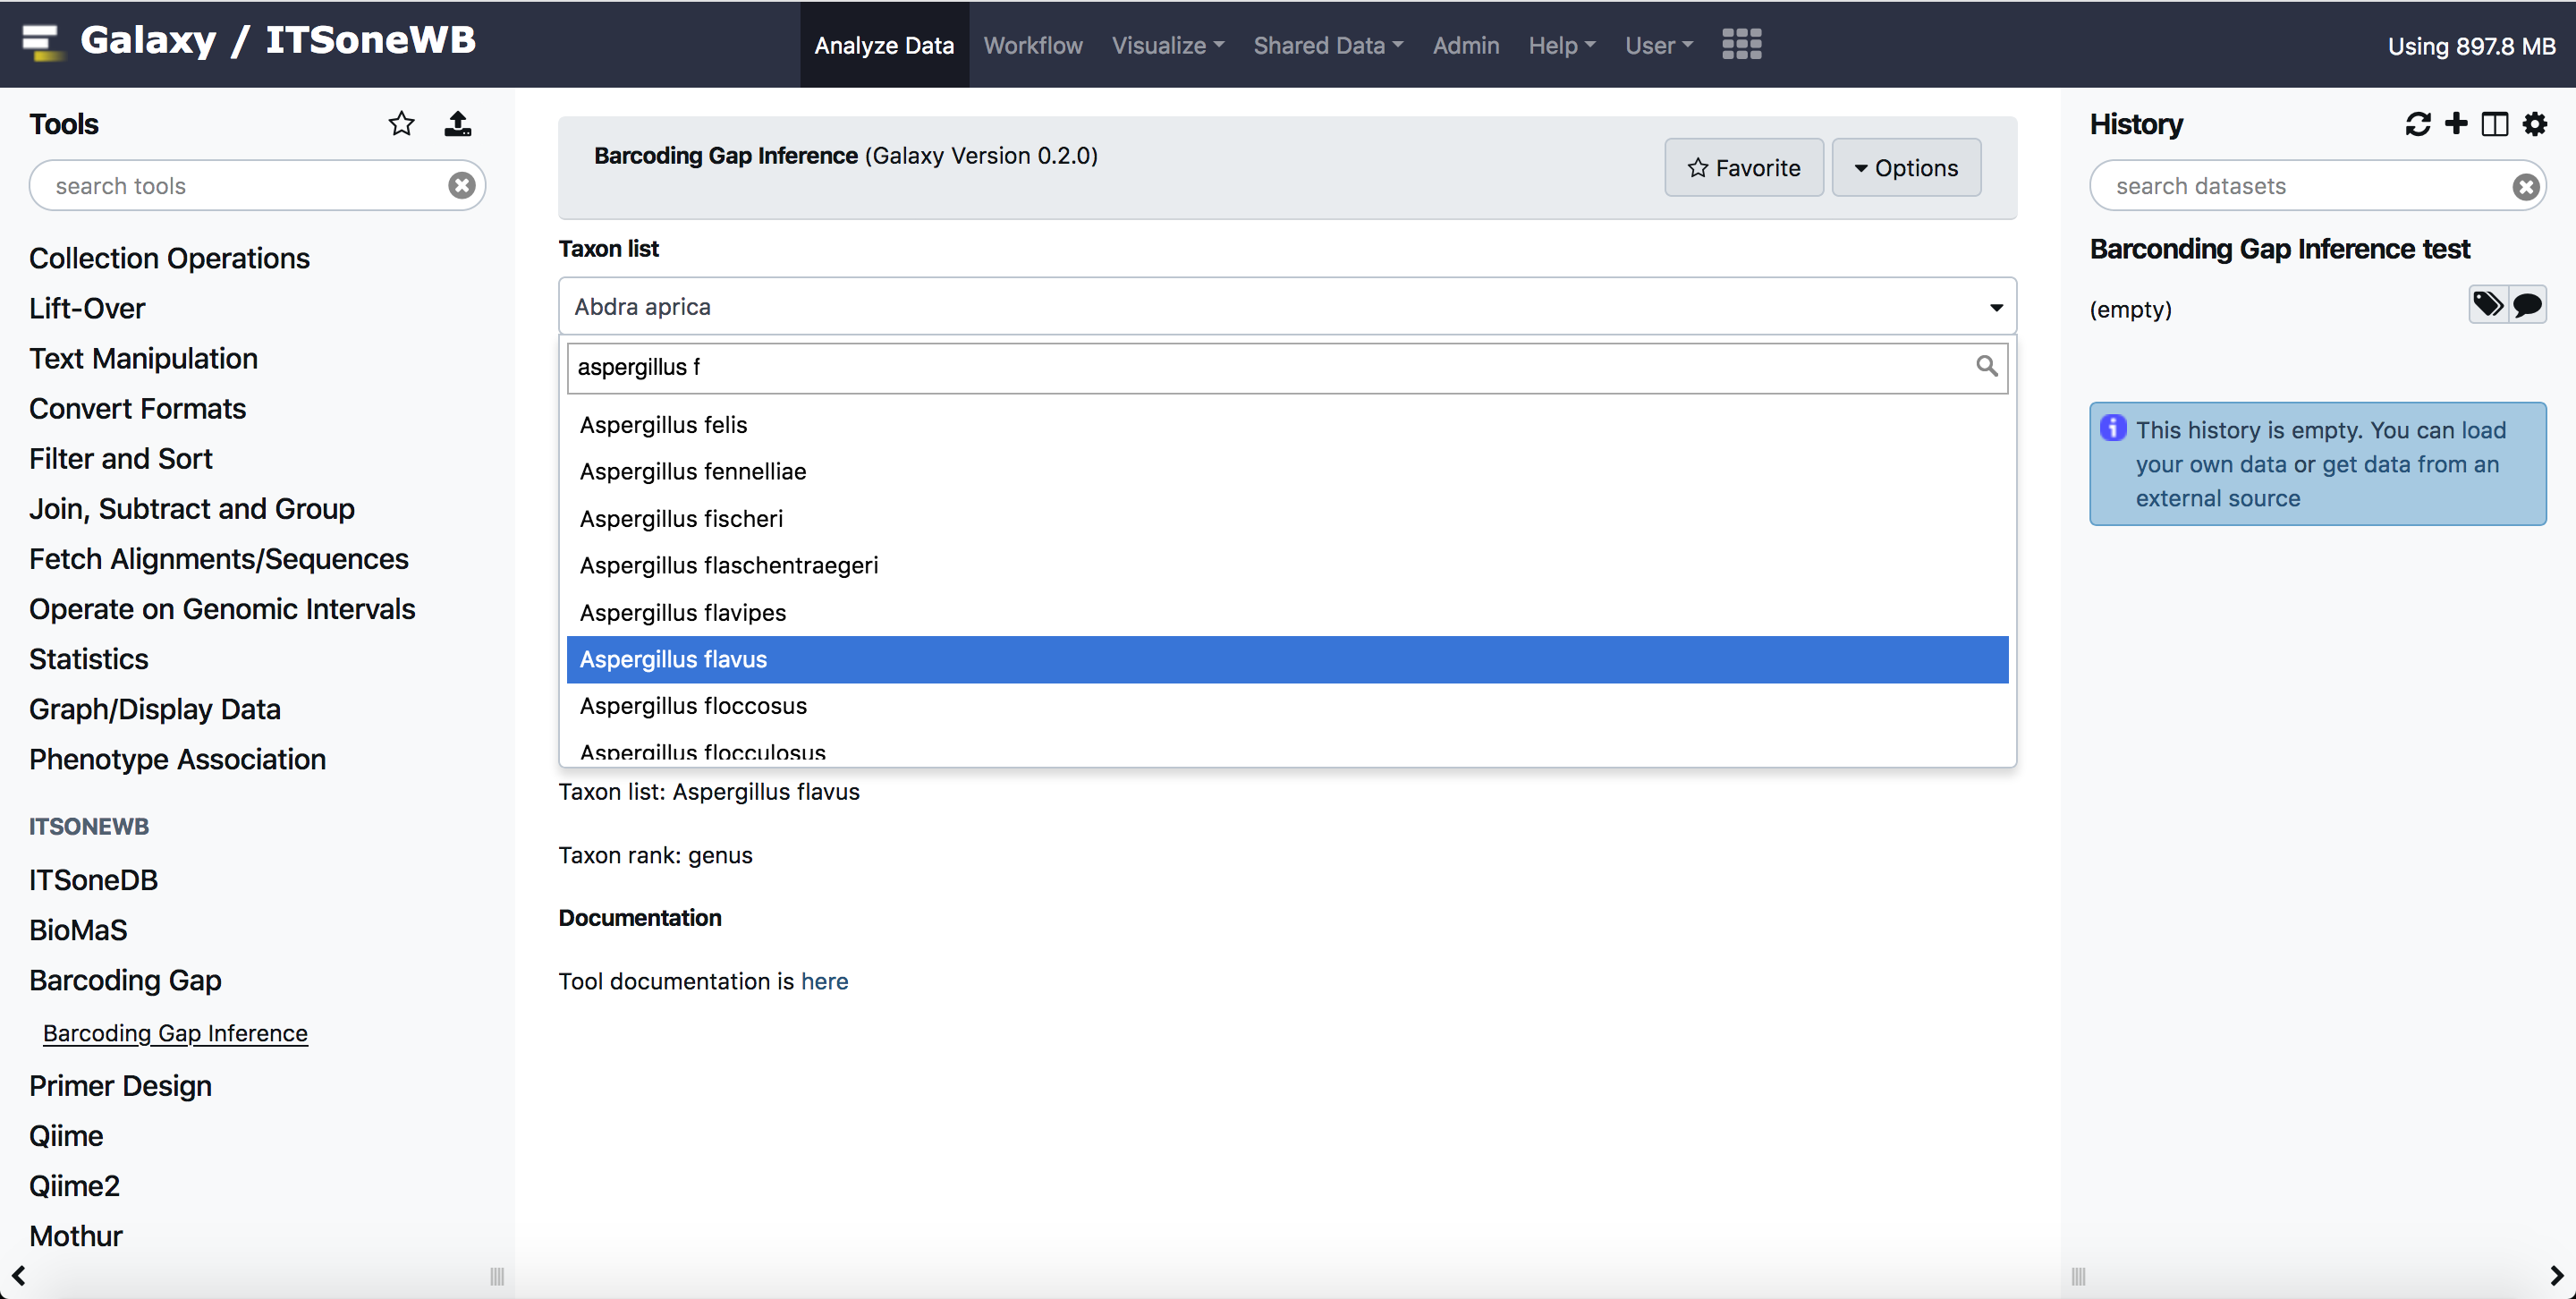 Galaxy / ITSoneWB
Analyze Data
Workflow
Visualize
Shared Data
Admin
Help
User
Using 897.8 MB
Tools
search tools
Collection Operations
Lift-Over
Text Manipulation
Convert Formats
Filter and Sort
Join, Subtract and Group
Fetch Alignments/Sequences
Operate on Genomic Intervals
Statistics
Graph/Display Data
Phenotype Association
ITSONEWB
ITSoneDB
BioMaS
Barcoding Gap
Barcoding Gap Inference
Primer Design
Qiime
Qiime2
Mothur
Barcoding Gap Inference (Galaxy Version 0.2.0)
Favorite
Options
Taxon list
Abdra aprica
aspergillus f
Aspergillus felis
Aspergillus fennelliae
Aspergillus fischeri
Aspergillus flaschentraegeri
Aspergillus flavipes
Aspergillus flavus
Aspergillus floccosus
Aspergillus flocculosus
Taxon list: Aspergillus flavus
Taxon rank: genus
Documentation
Tool documentation is here
History
search datasets
Barconding Gap Inference test
(empty)
This history is empty. You can load
your own data or get data from an
external source